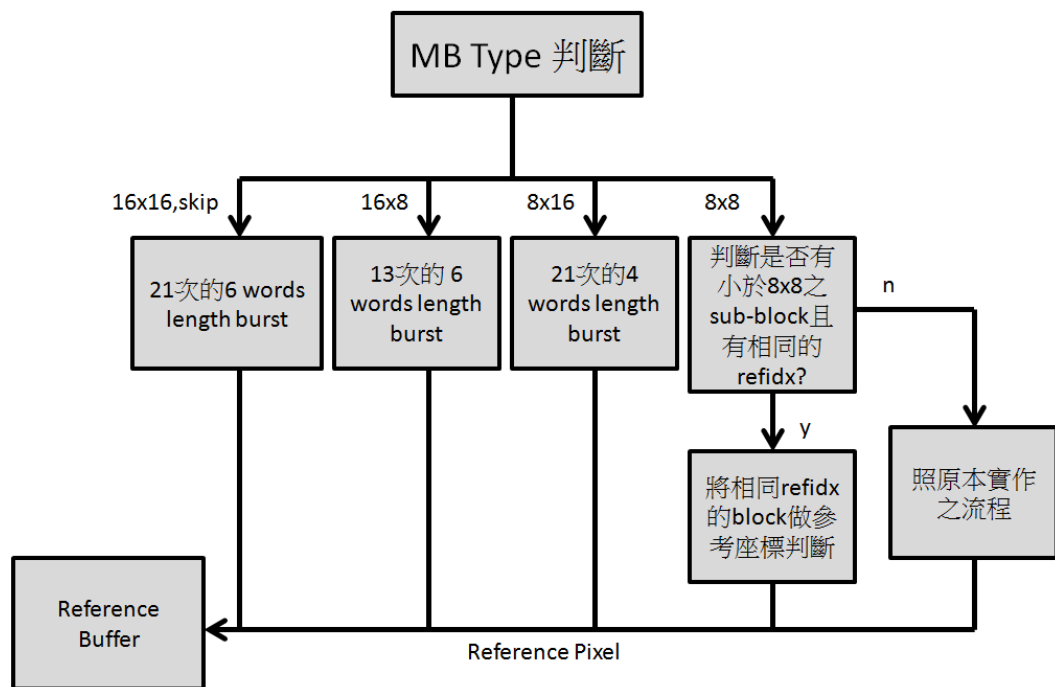 MB Type 判斷
16x16,skip
16x8
8x16
8x8
21次的6 words
length burst
13次的 6
words length
burst
21次的4
words length
burst
判斷是否有
小於8x8之
sub-block且
有相同的
refidx?
n
y
將相同refidx
的block做參
考座標判斷
照原本實作
之流程
Reference
Buffer
Reference Pixel